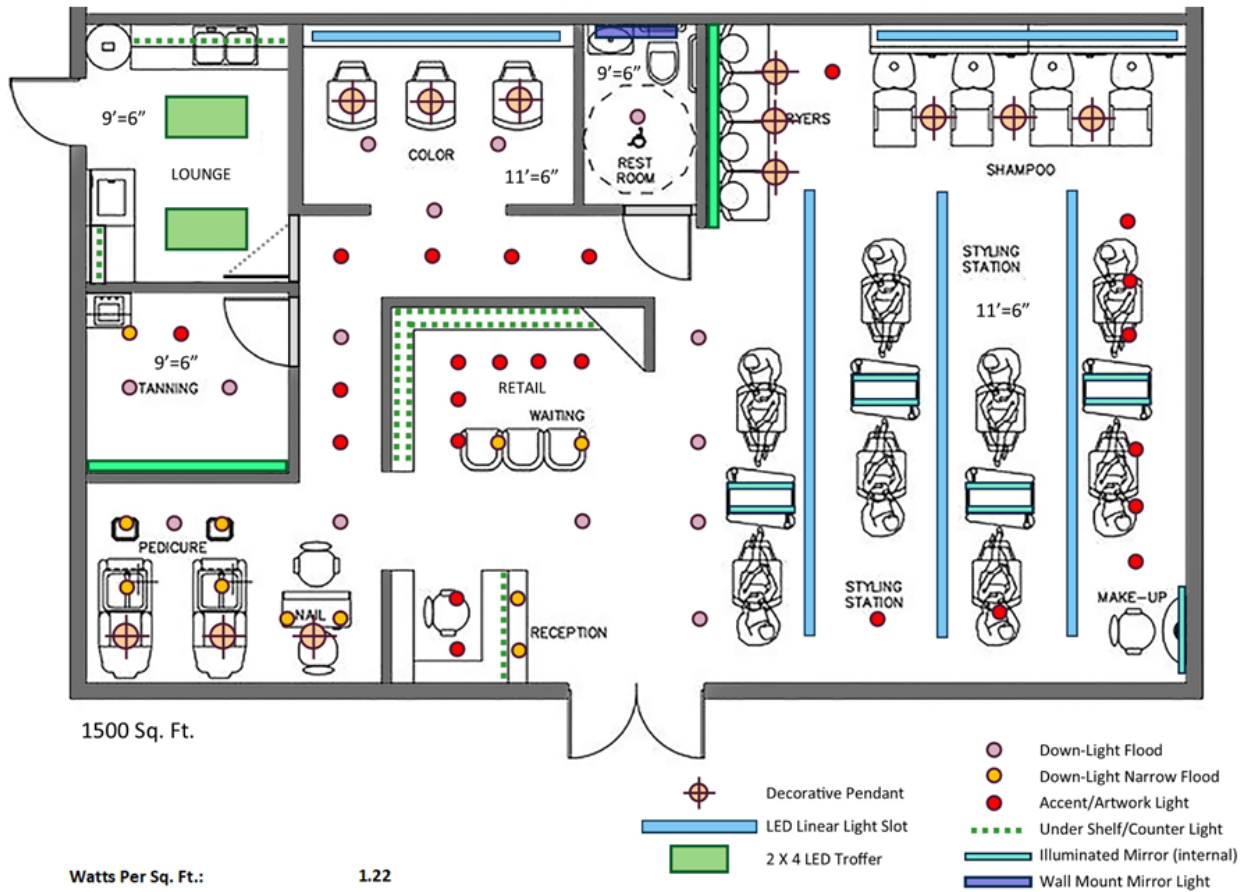 9'=6"
9'=6"
RYERS
LOUNGE
COLOR
11'=6"
REST
ROOM
SHAMPOO
STYLING
STATION
11'=6"
9'=6"
TANNING
RETAIL
WAITING
PEDICURE
NAIL
RECEPTION
STYLING
STATION
MAKE-UP
1500 Sq. Ft.
Decorative Pendant
LED Linear Light Slot
2 X 4 LED Troffer
Down-Light Flood
Down-Light Narrow Flood
Accent/Artwork Light
Under Shelf/Counter Light
Illuminated Mirror (internal)
Wall Mount Mirror Light
Watts Per Sq. Ft.: 1.22